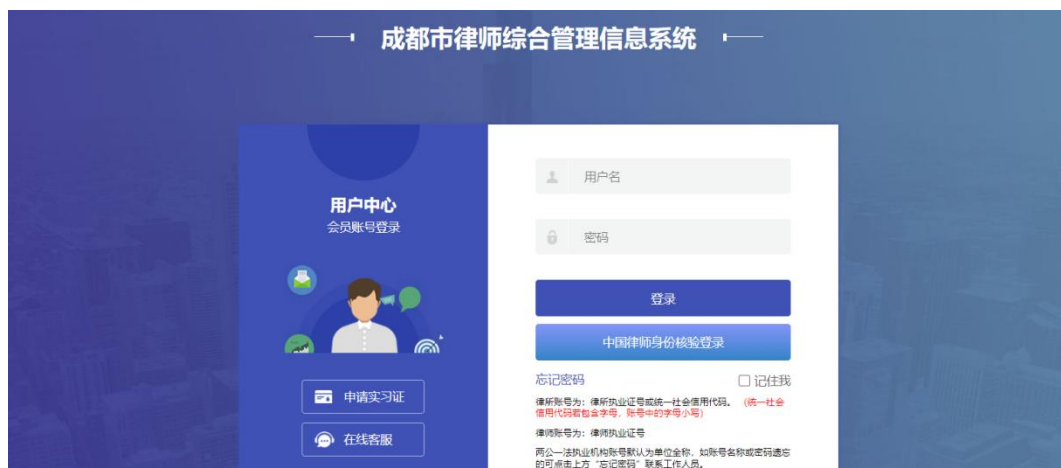 成都市律师综合管理信息系统
用户中心
会员账号登录
申请实习证
在线客服
用户名
密码
登录
中国律师身份核验登录
忘记密码
记住我
律所账号为：律所执业证号或统一社会信用代码。（统一社会
信用代码若包含字母，账号中的字母小写）
律师账号为：律师执业证号
两公一法执业机构账号默认为单位全称，如账号名称或密码遗忘
的可点击上方“忘记密码”联系工作人员。